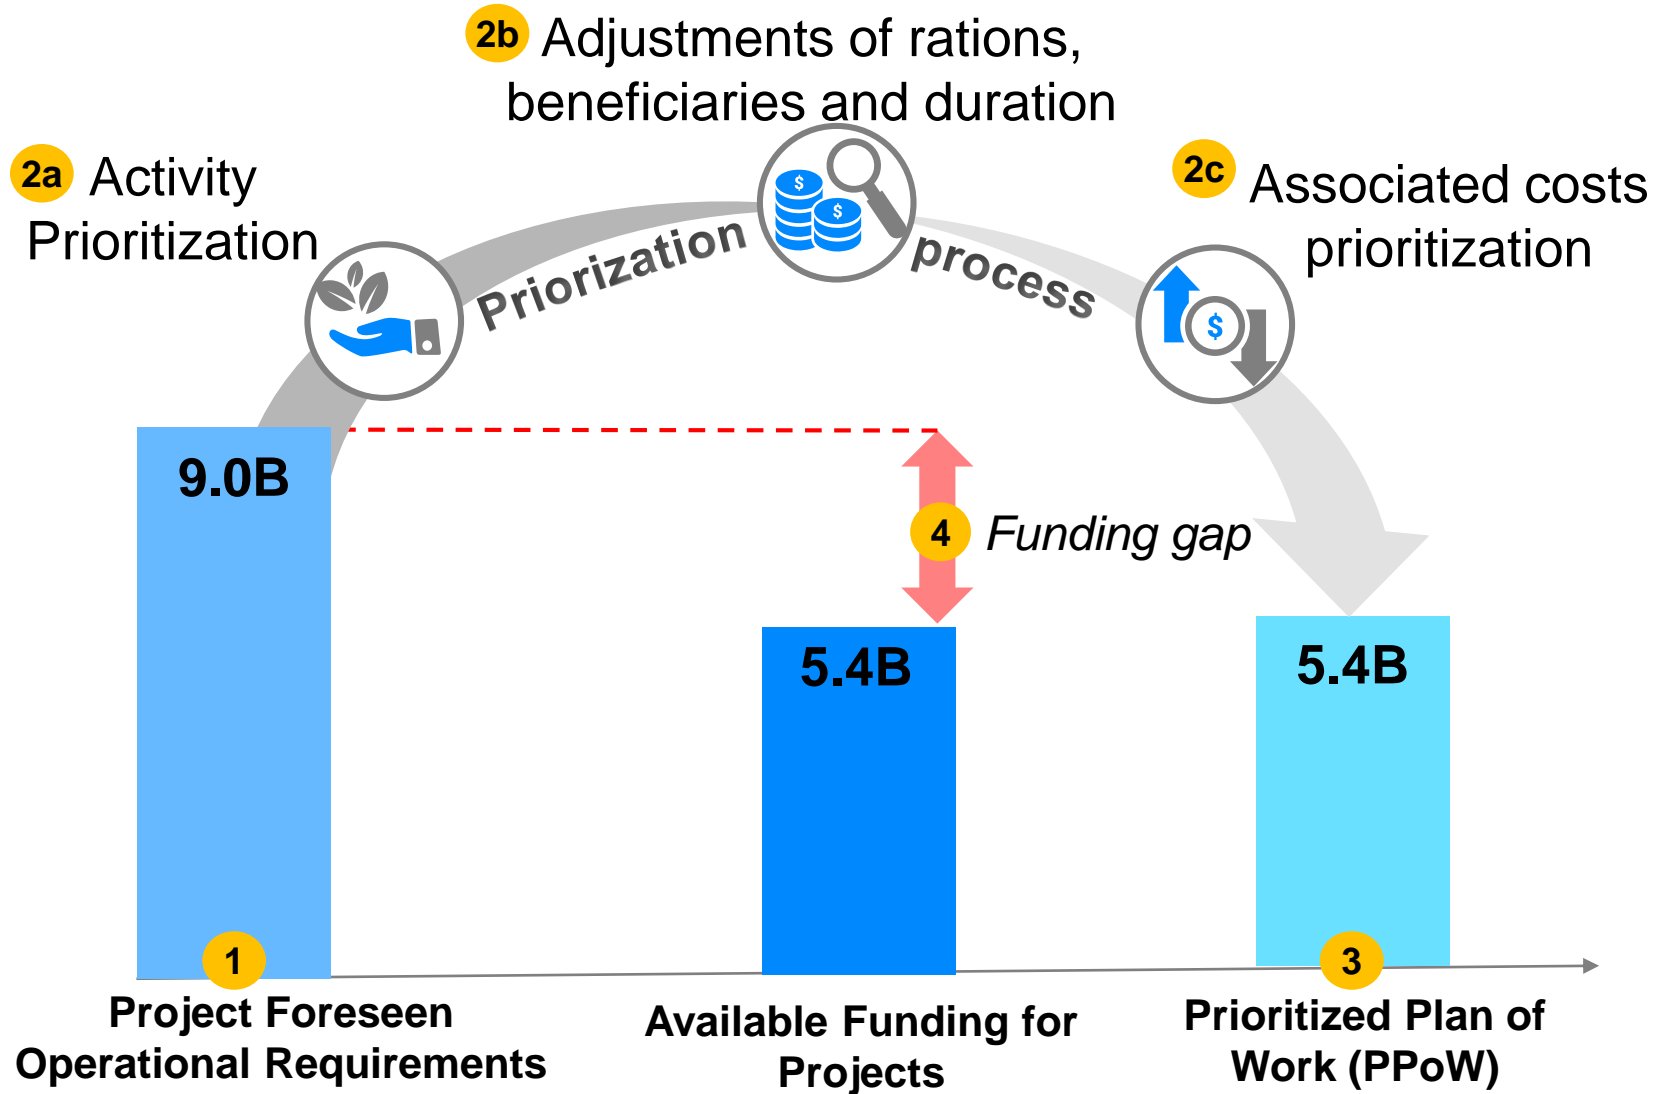 2b Adjustments of rations,
beneficiaries and duration
2a Activity
Prioritization
2c Associated costs
prioritization
$
$
Priorization process
$
9.0B
4 Funding gap
5.4B
5.4B
1
3
Project Foreseen
Operational Requirements
Available Funding for
Projects
Prioritized Plan of
Work (PPoW)